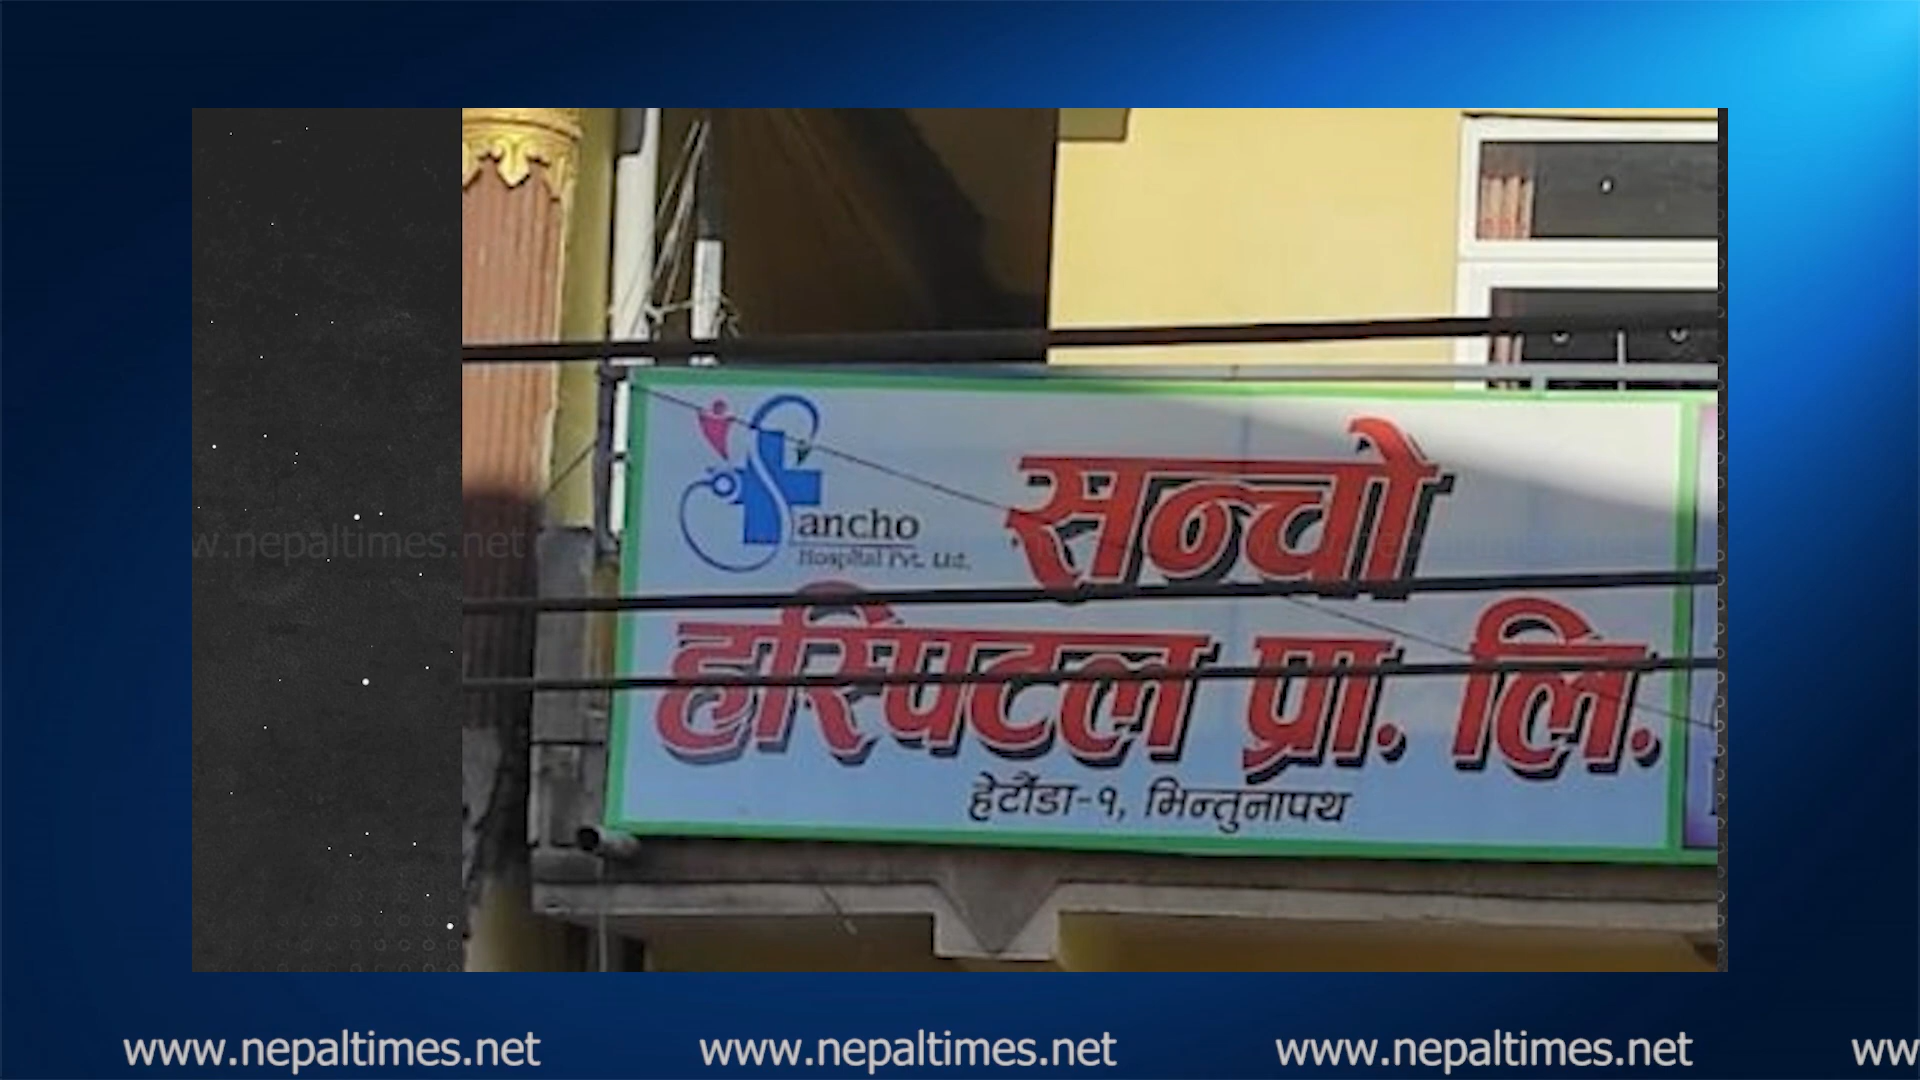 सन्चो
Sancho
Hospital Pvt. Ltd.
हस्पिटल प्रा. लि.
हेटौंडा-१, भिन्तुनापथ
w.nepaltimes.net
www.nepaltimes.net www.nepaltimes.net www.nepaltimes.net ww